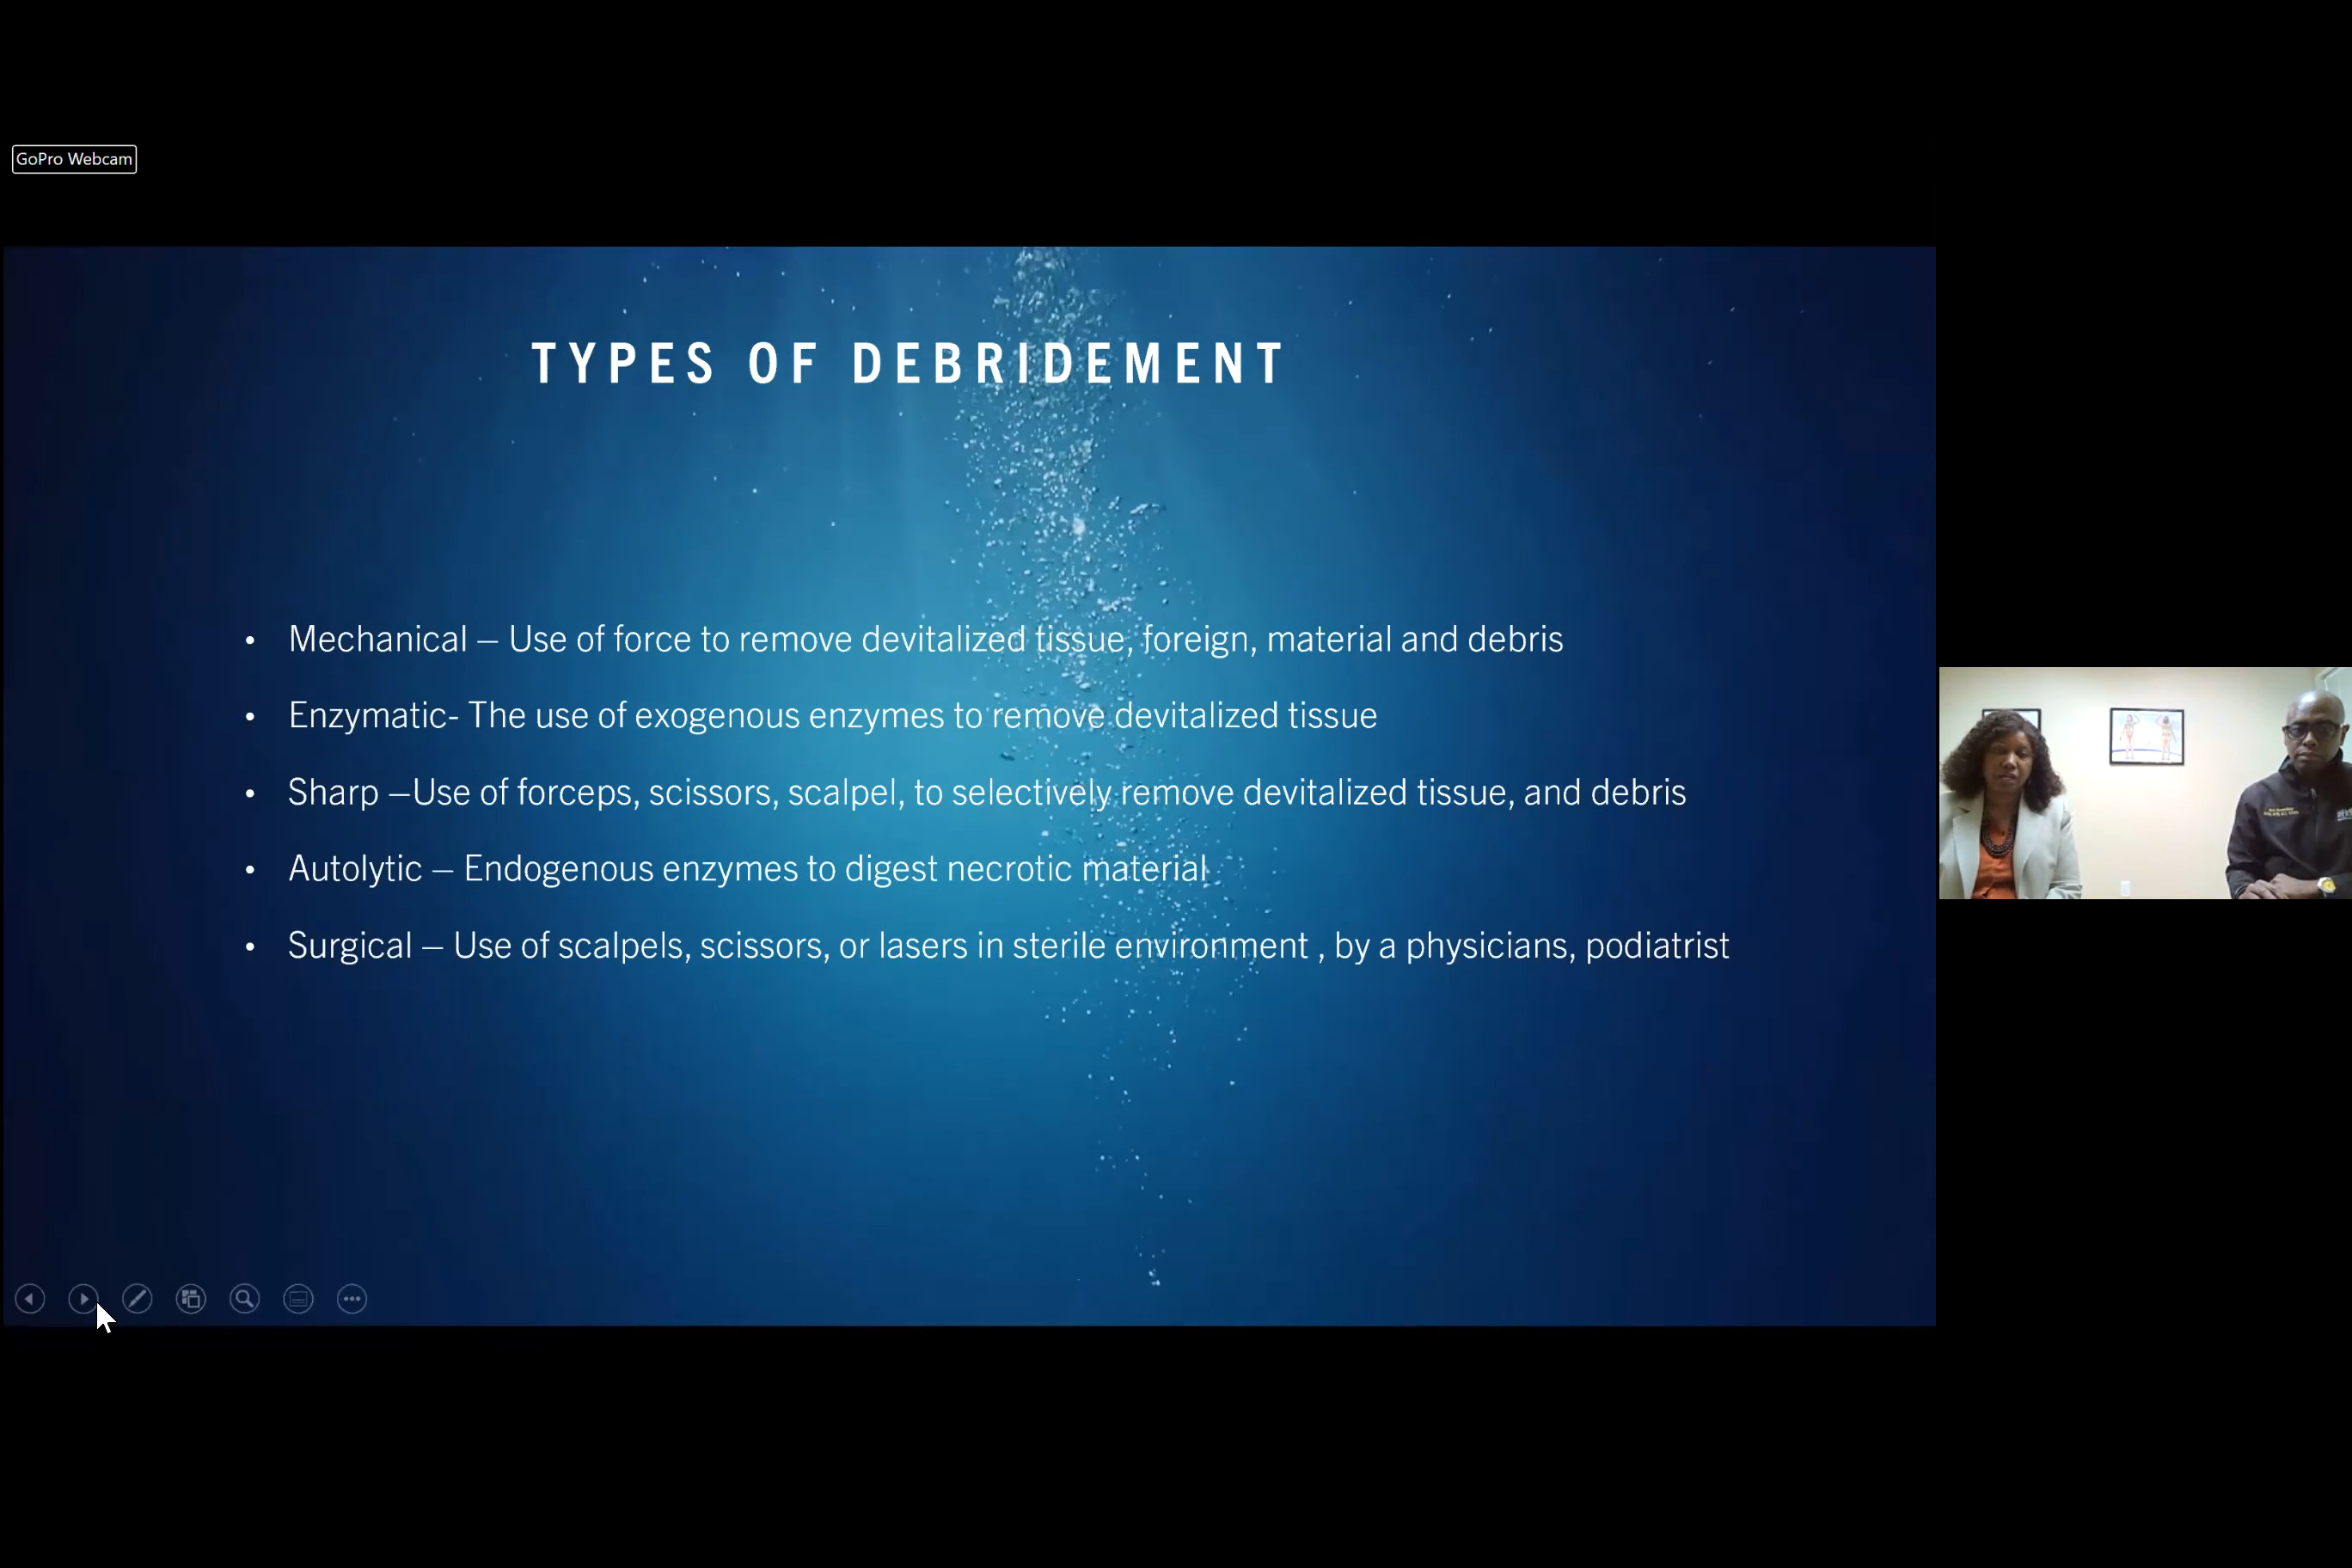 GoPro Webcam
TYPES OF DEBRIDEMENT
• Mechanical – Use of force to remove devitalized tissue, foreign, material and debris
• Enzymatic- The use of exogenous enzymes to remove devitalized tissue
• Sharp –Use of forceps, scissors, scalpel, to selectively remove devitalized tissue, and debris
• Autolytic – Endogenous enzymes to digest necrotic material
• Surgical – Use of scalpels, scissors, or lasers in sterile environment , by a physicians, podiatrist